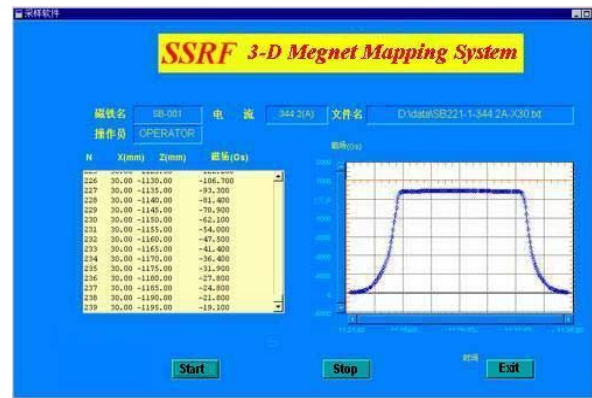 采样软件
SSRF 3-D Megnet Mapping System
磁铁名 SB-001 电 流 344.2(A) 文件名 D:\data\SB221-1-344.2A-X30.txt
操作员 OPERATOR
N X(mm) Z(mm) 磁场(Gs)
226 30.00 -1130.00 -106.700
227 30.00 -1135.00 -93.300
228 30.00 -1140.00 -81.400
229 30.00 -1145.00 -70.900
230 30.00 -1150.00 -62.100
231 30.00 -1155.00 -54.000
232 30.00 -1160.00 -47.500
233 30.00 -1165.00 -41.400
234 30.00 -1170.00 -36.400
235 30.00 -1175.00 -31.900
236 30.00 -1180.00 -27.800
237 30.00 -1185.00 -24.800
238 30.00 -1190.00 -21.800
239 30.00 -1195.00 -19.100
磁场(Gs)
时间
Start Stop Exit